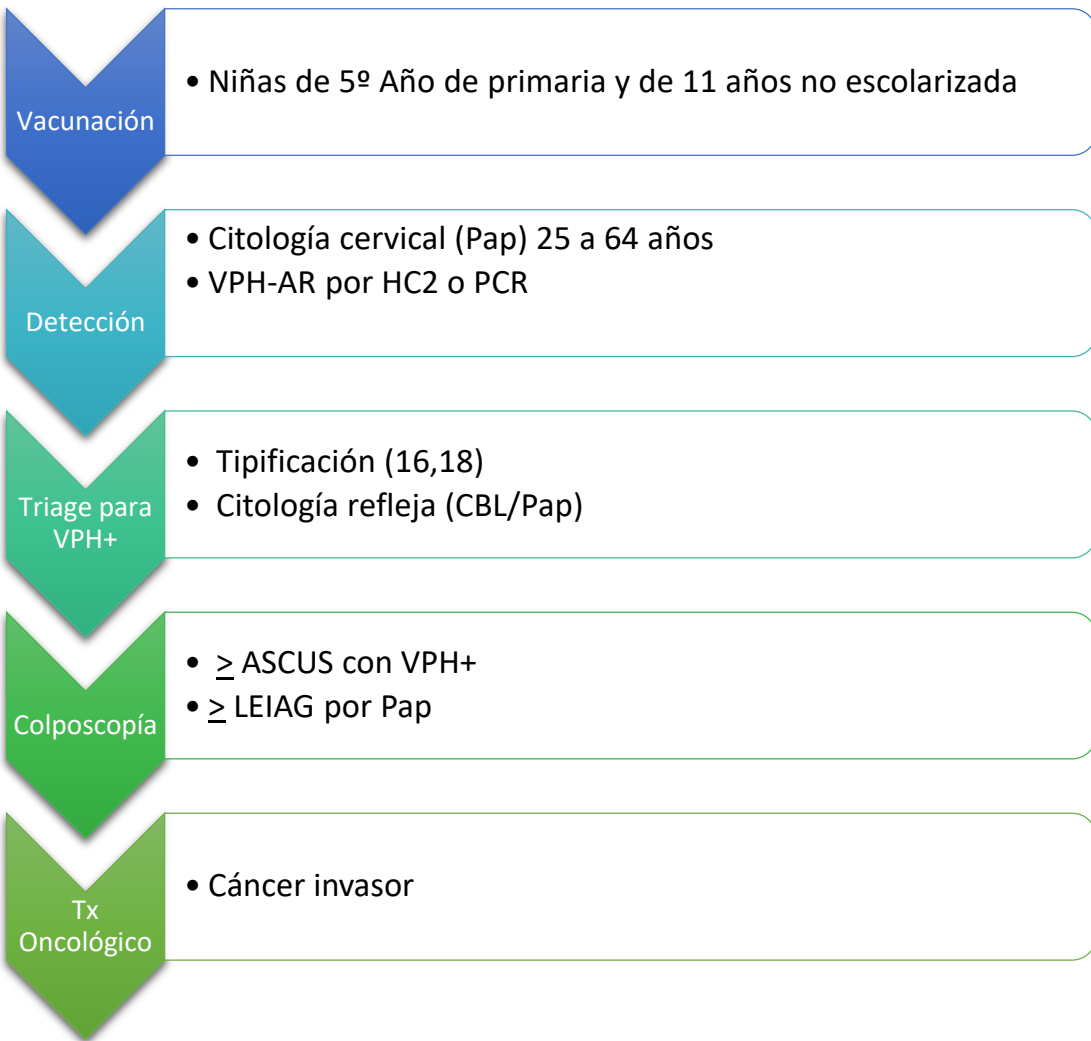 Vacunación
• Niñas de 5º Año de primaria y de 11 años no escolarizada
Detección
• Citología cervical (Pap) 25 a 64 años
• VPH-AR por HC2 o PCR
Triage para
VPH+
• Tipificación (16,18)
• Citología refleja (CBL/Pap)
Colposcopía
• > ASCUS con VPH+
• > LEIAG por Pap
Tx
Oncológico
• Cáncer invasor